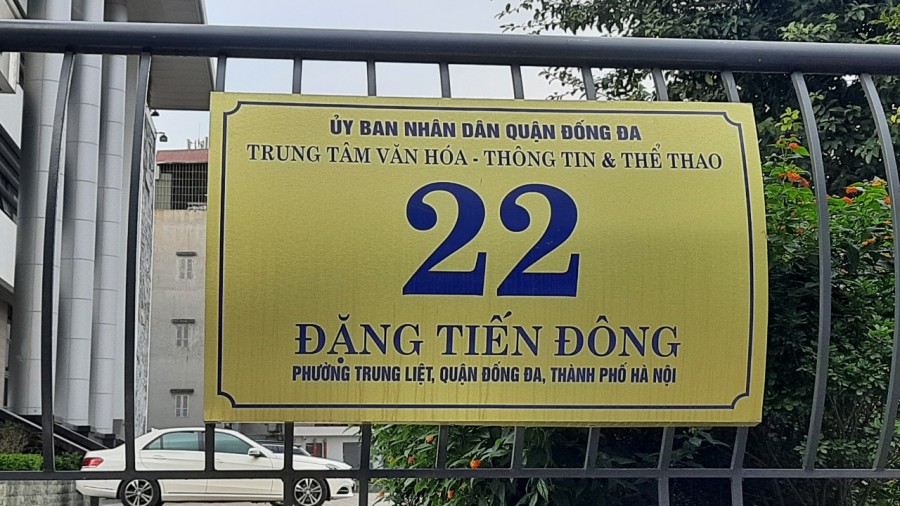 ỦY BAN NHÂN DÂN QUẬN ĐỐNG ĐA
TRUNG TÂM VĂN HÓA - THÔNG TIN & THỂ THAO
22
ĐẶNG TIẾN ĐÔNG
PHƯỜNG TRUNG LIỆT, QUẬN ĐỐNG ĐA, THÀNH PHỐ HÀ NỘI